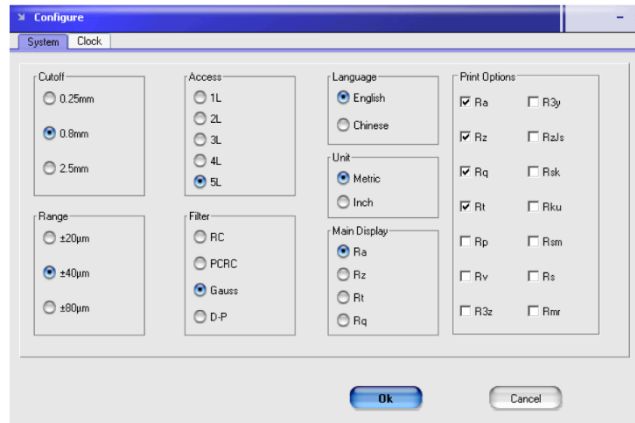 Configure
System Clock
Cutoff
0.25mm
0.8mm
2.5mm
Range
±20µm
±40µm
±80µm
Access
1L
2L
3L
4L
5L
Filter
RC
PCRC
Gauss
D-P
Language
English
Chinese
Unit
Metric
Inch
Main Display
Ra
Rz
Rt
Rq
Print Options
Ra R3y
Rz RzJs
Rq Rsk
Rt Rku
Rp Rsm
Rv Rs
R3z Rmr
Ok Cancel